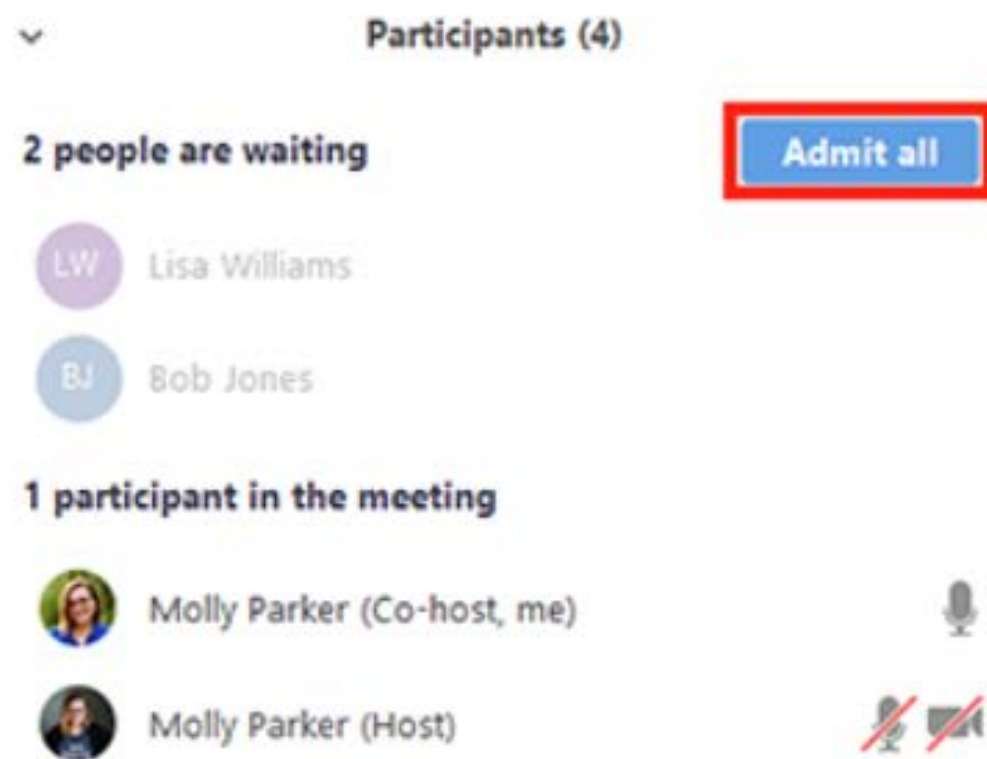 Participants (4)
2 people are waiting
Admit all
LW
Lisa Williams
BJ
Bob Jones
1 participant in the meeting
Molly Parker (Co-host, me)
Molly Parker (Host)